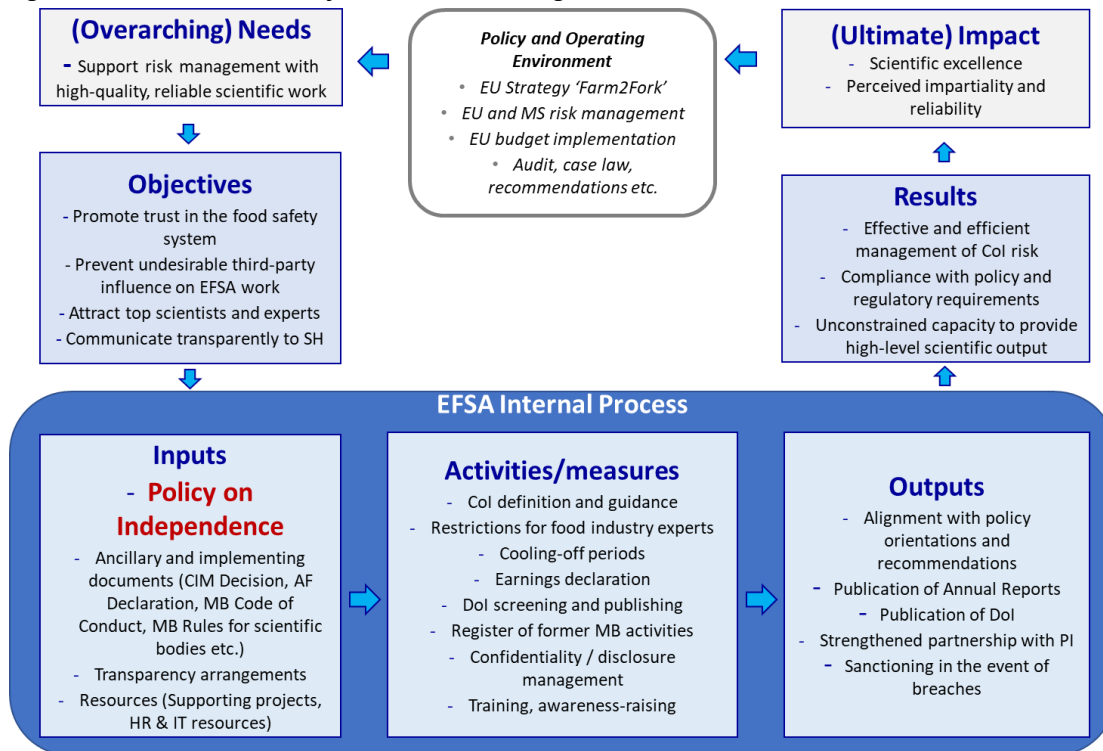 (Overarching) Needs
- Support risk management with
high-quality, reliable scientific work
Policy and Operating
Environment
• EU Strategy ‘Farm2Fork’
• EU and MS risk management
• EU budget implementation
• Audit, case law,
recommendations etc.
(Ultimate) Impact
- Scientific excellence
- Perceived impartiality and
reliability
Objectives
- Promote trust in the food safety
system
- Prevent undesirable third-party
influence on EFSA work
- Attract top scientists and experts
- Communicate transparently to SH
Results
- Effective and efficient
management of CoI risk
- Compliance with policy and
regulatory requirements
- Unconstrained capacity to provide
high-level scientific output
EFSA Internal Process
Inputs
- Policy on
Independence
- Ancillary and implementing
documents (CIM Decision, AF
Declaration, MB Code of
Conduct, MB Rules for scientific
bodies etc.)
- Transparency arrangements
- Resources (Supporting projects,
HR & IT resources)
Activities/measures
- CoI definition and guidance
- Restrictions for food industry experts
- Cooling-off periods
- Earnings declaration
- DoI screening and publishing
- Register of former MB activities
- Confidentiality / disclosure
management
- Training, awareness-raising
Outputs
- Alignment with policy
orientations and
recommendations
- Publication of Annual Reports
- Publication of DoI
- Strengthened partnership with PI
- Sanctioning in the event of
breaches